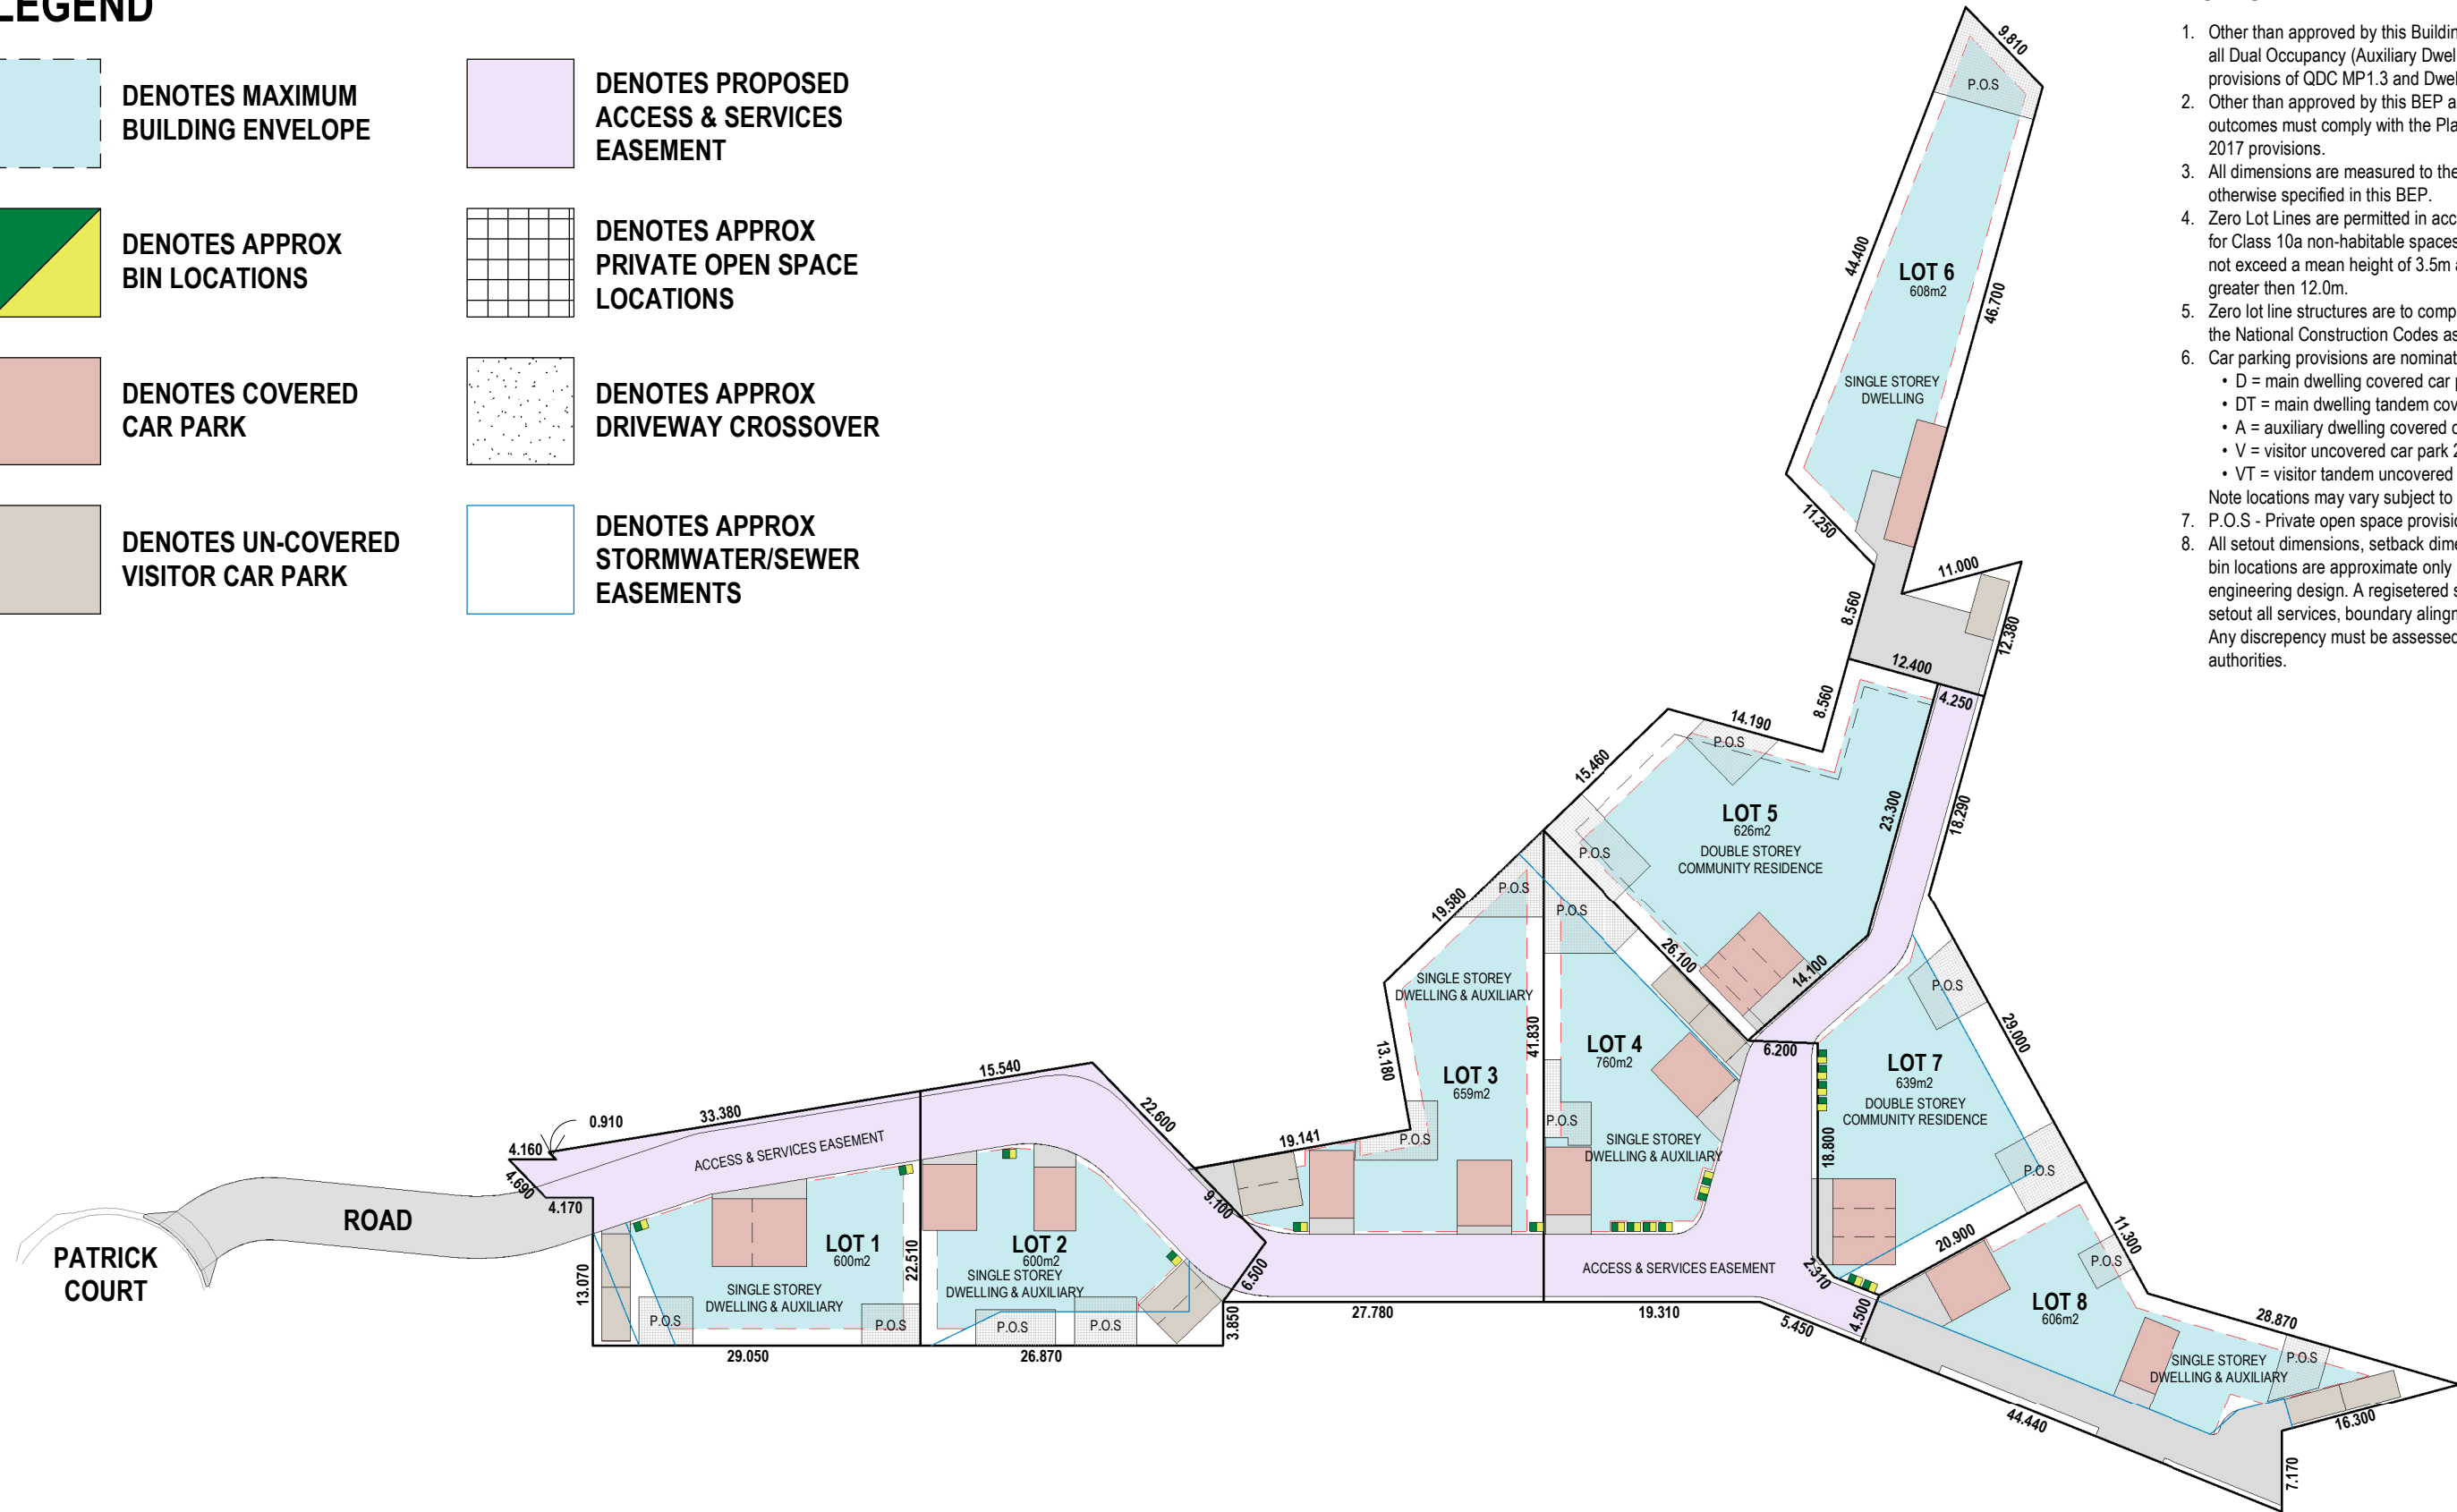 LEGEND
DENOTES MAXIMUM
BUILDING ENVELOPE
DENOTES PROPOSED
ACCESS & SERVICES
EASEMENT
DENOTES APPROX
BIN LOCATIONS
DENOTES APPROX
PRIVATE OPEN SPACE
LOCATIONS
DENOTES COVERED
CAR PARK
DENOTES APPROX
DRIVEWAY CROSSOVER
DENOTES UN-COVERED
VISITOR CAR PARK
DENOTES APPROX
STORMWATER/SEWER
EASEMENTS
1. Other than approved by this Buildin
all Dual Occupancy (Auxiliary Dwel
provisions of QDC MP1.3 and Dwel
2. Other than approved by this BEP a
outcomes must comply with the Pla
2017 provisions.
3. All dimensions are measured to the
otherwise specified in this BEP.
4. Zero Lot Lines are permitted in acc
for Class 10a non-habitable spaces
not exceed a mean height of 3.5m a
greater then 12.0m.
5. Zero lot line structures are to comp
the National Construction Codes as
6. Car parking provisions are nominat
• D = main dwelling covered car p
• DT = main dwelling tandem cov
• A = auxiliary dwelling covered c
• V = visitor uncovered car park 2
• VT = visitor tandem uncovered
Note locations may vary subject to
7. P.O.S - Private open space provisio
8. All setout dimensions, setback dime
bin locations are approximate only
engineering design. A regisetered s
setout all services, boundary alingm
Any discrepency must be assessed
authorities.
9.810
P.O.S
44.400
LOT 6
608m2
46.700
SINGLE STOREY
DWELLING
11.250
11.000
8.560
12.380
12.400
4.250
8.560
14.190
P.O.S
15.460
LOT 5
626m2
DOUBLE STOREY
COMMUNITY RESIDENCE
23.300
18.290
P.O.S
P.O.S
P.O.S
19.580
26.100
14.100
P.O.S
SINGLE STOREY
DWELLING & AUXILIARY
29.000
13.180
41.830
LOT 4
760m2
6.200
LOT 7
639m2
DOUBLE STOREY
COMMUNITY RESIDENCE
LOT 3
659m2
P.O.S
P.O.S
SINGLE STOREY
DWELLING & AUXILIARY
18.800
P.O.S
15.540
33.380
22.600
0.910
4.160
4.690
4.170
ACCESS & SERVICES EASEMENT
19.141
9.100
ROAD
PATRICK
COURT
13.070
LOT 1
600m2
SINGLE STOREY
DWELLING & AUXILIARY
22.510
LOT 2
600m2
SINGLE STOREY
DWELLING & AUXILIARY
6.500
ACCESS & SERVICES EASEMENT
2.310
20.900
11.300
P.O.S
P.O.S
P.O.S
P.O.S
P.O.S
3.850
27.780
19.310
5.450
4.500
LOT 8
606m2
28.870
29.050
26.870
SINGLE STOREY
DWELLING & AUXILIARY
P.O.S
44.440
16.300
7.170